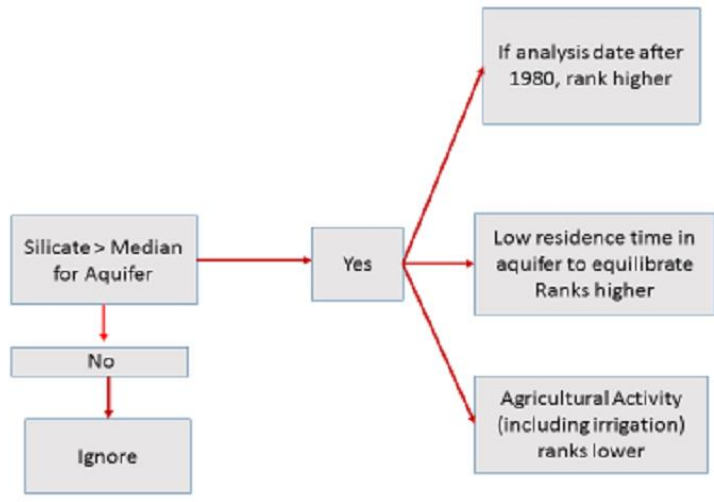 If analysis date after
1980, rank higher
Silicate > Median
for Aquifer
Yes
Low residence time in
aquifer to equilibrate
Ranks higher
No
Ignore
Agricultural Activity
(including irrigation)
ranks lower